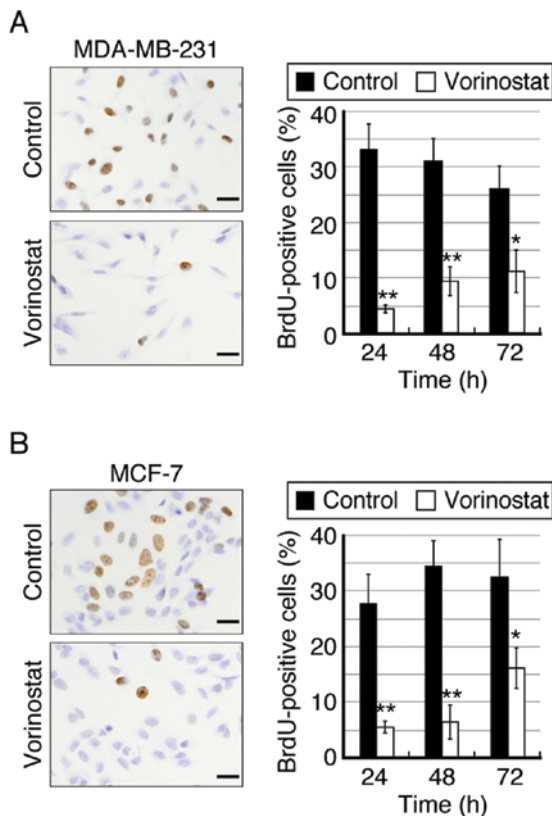 A
MDA-MB-231
Control
Vorinostat
Control Vorinostat
BrdU-positive cells (%)
40
30
20
10
0
**
**
*
24 48 72
Time (h)
B
MCF-7
Control
Vorinostat
Control Vorinostat
BrdU-positive cells (%)
40
30
20
10
0
**
**
*
24 48 72
Time (h)